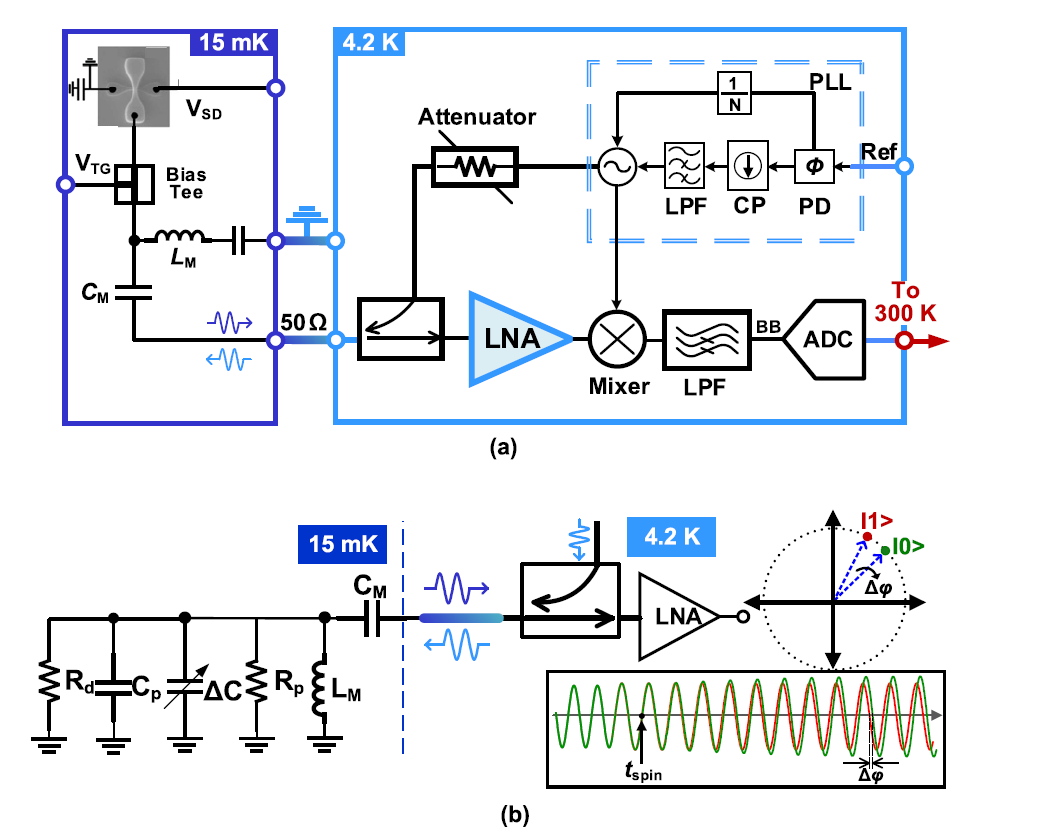 15 mK
4.2 K
PLL
1
N
Attenuator
V_SD
V_TG
Bias
Tee
Ref
Φ
LPF
CP
PD
L_M
C_M
50 Ω
To
300 K
LNA
BB
ADC
Mixer
LPF
(a)
15 mK
4.2 K
|1>
|0>
Δφ
C_M
LNA
R_d
C_p
ΔC
R_p
L_M
t_spin
Δφ
(b)